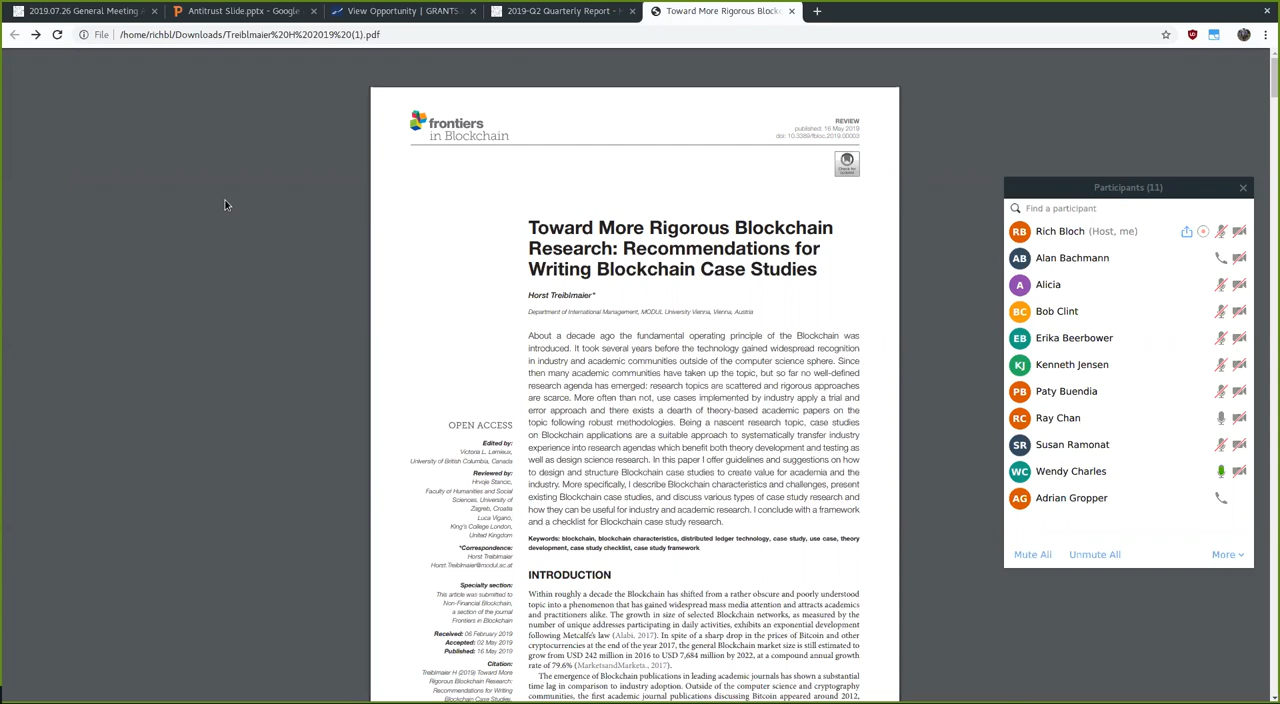 2019.07.26 General Meeting A
Antitrust Slide.pptx - Google
View Opportunity | GRANTS.
2019-Q2 Quarterly Report - H
Toward More Rigorous Blocke
File
/home/richbl/Downloads/Treiblmaier%20H%202019%20(1).pdf
frontiers
in Blockchain
REVIEW
published: 16 May 2019
doi: 10.3389/fbloc.2019.00003
Check for
updates
Toward More Rigorous Blockchain
Research: Recommendations for
Writing Blockchain Case Studies
Horst Treiblmaier*
Department of International Management, MODUL University Vienna, Vienna, Austria
About a decade ago the fundamental operating principle of the Blockchain was
introduced. It took several years before the technology gained widespread recognition
in industry and academic communities outside of the computer science sphere. Since
then many academic communities have taken up the topic, but so far no well-defined
research agenda has emerged: research topics are scattered and rigorous approaches
are scarce. More often than not, use cases implemented by industry apply a trial and
error approach and there exists a dearth of theory-based academic papers on the
topic following robust methodologies. Being a nascent research topic, case studies
on Blockchain applications are a suitable approach to systematically transfer industry
experience into research agendas which benefit both theory development and testing as
well as design science research. In this paper I offer guidelines and suggestions on how
to design and structure Blockchain case studies to create value for academia and the
industry. More specifically, I describe Blockchain characteristics and challenges, present
existing Blockchain case studies, and discuss various types of case study research and
how they can be useful for industry and academic research. I conclude with a framework
and a checklist for Blockchain case study research.
Keywords: blockchain, blockchain characteristics, distributed ledger technology, case study, use case, theory
development, case study checklist, case study framework
OPEN ACCESS
Edited by:
Victoria L. Lemieux,
University of British Columbia, Canada
Reviewed by:
Hrvoje Stancic,
Faculty of Humanities and Social
Sciences, University of
Zagreb, Croatia
Luca Viganò,
King's College London,
United Kingdom
*Correspondence:
Horst Treiblmaier
Horst.Treiblmaier@modul.ac.at
Specialty section:
This article was submitted to
Non-Financial Blockchain,
a section of the journal
Frontiers in Blockchain
Received: 06 February 2019
Accepted: 02 May 2019
Published: 16 May 2019
Citation:
Treiblmaier H (2019) Toward More
Rigorous Blockchain Research:
Recommendations for Writing
Blockchain Case Studies.
INTRODUCTION
Within roughly a decade the Blockchain has shifted from a rather obscure and poorly understood
topic into a phenomenon that has gained widespread mass media attention and attracts academics
and practitioners alike. The growth in size of selected Blockchain networks, as measured by the
number of unique addresses participating in daily activities, exhibits an exponential development
following Metcalfe's law (Alabi, 2017). In spite of a sharp drop in the prices of Bitcoin and other
cryptocurrencies at the end of the year 2017, the general Blockchain market size is still estimated to
grow from USD 242 million in 2016 to USD 7,684 million by 2022, at a compound annual growth
rate of 79.6% (MarketsandMarkets., 2017).
The emergence of Blockchain publications in leading academic journals has shown a substantial
time lag in comparison to industry adoption. Outside of the computer science and cryptography
communities, the first academic journal publications discussing Bitcoin appeared around 2012,
Participants (11)
Find a participant
RB Rich Bloch (Host, me)
AB Alan Bachmann
A Alicia
BC Bob Clint
EB Erika Beerbower
KJ Kenneth Jensen
PB Paty Buendia
RC Ray Chan
SR Susan Ramonat
WC Wendy Charles
AG Adrian Gropper
Mute All Unmute All More